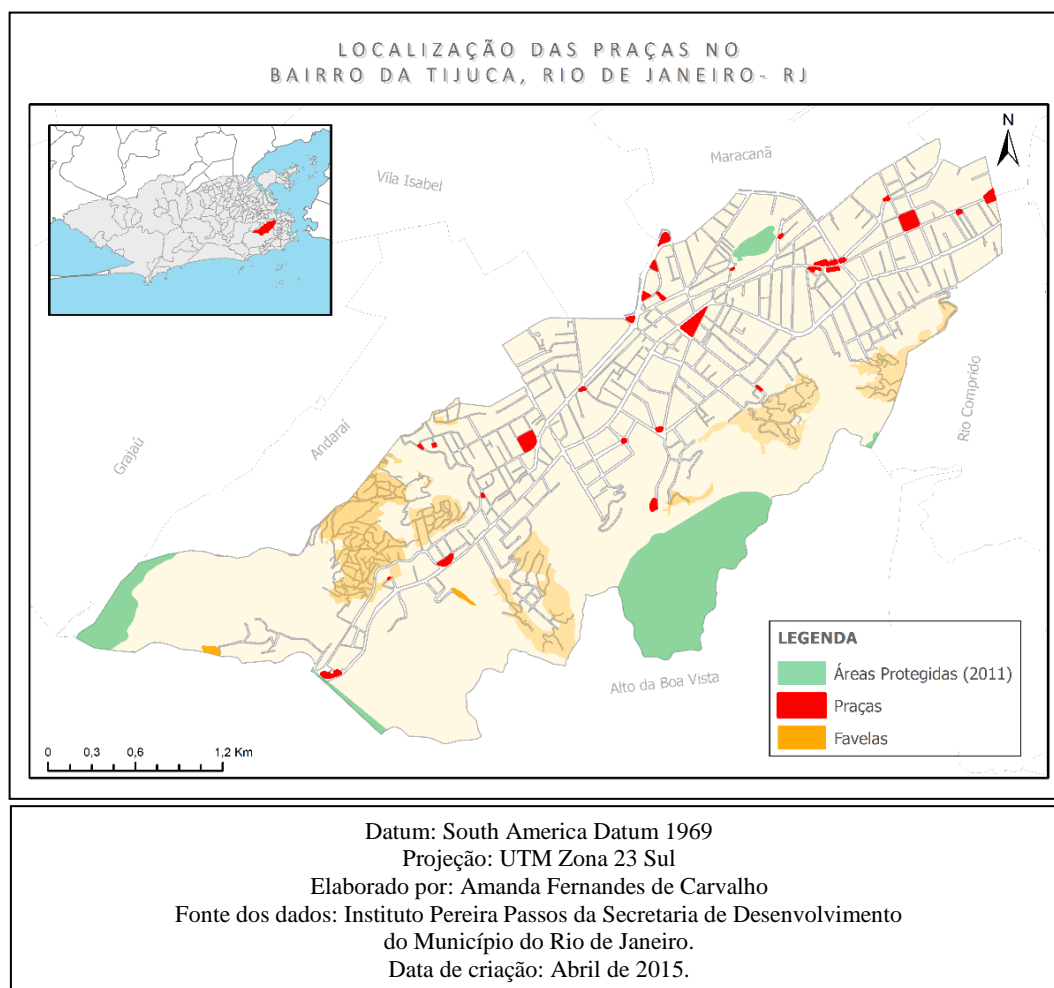 LOCALIZAÇÃO DAS PRAÇAS NO
BAIRRO DA TIJUCA, RIO DE JANEIRO- RJ
N
Maracanã
Vila Isabel
Rio Comprido
Grajaú
Andaraí
Alto da Boa Vista
LEGENDA
Áreas Protegidas (2011)
Praças
Favelas
0 0,3 0,6 1,2 Km
Datum: South America Datum 1969
Projeção: UTM Zona 23 Sul
Elaborado por: Amanda Fernandes de Carvalho
Fonte dos dados: Instituto Pereira Passos da Secretaria de Desenvolvimento
do Município do Rio de Janeiro.
Data de criação: Abril de 2015.